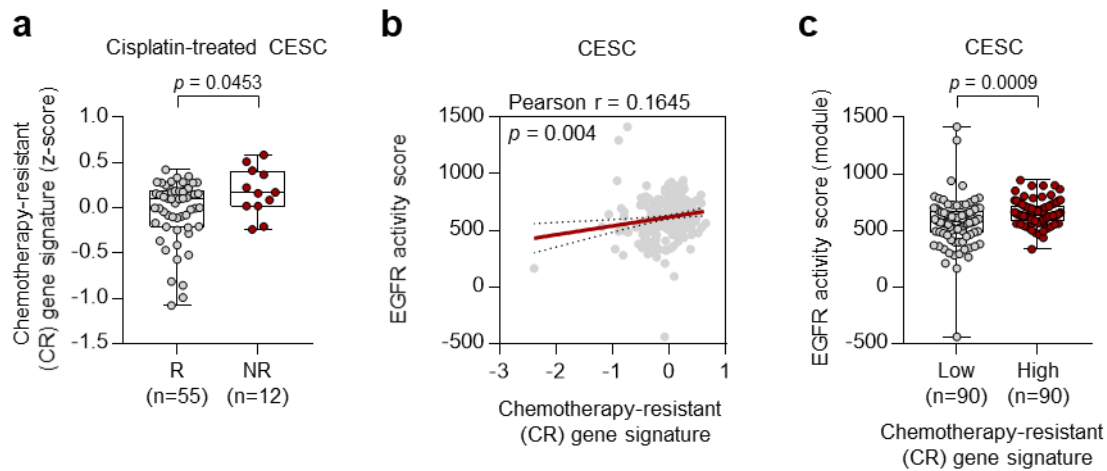 a
Cisplatin-treated CESC
p = 0.0453
Chemotherapy-resistant
(CR) gene signature (z-score)
1.0
0.5
0.0
-0.5
-1.0
-1.5
R
(n=55)
NR
(n=12)
b
CESC
Pearson r = 0.1645
p = 0.004
EGFR activity score
1500
1000
500
0
-500
-3
-2
-1
0
1
Chemotherapy-resistant
(CR) gene signature
c
CESC
p = 0.0009
EGFR activity score (module)
1500
1000
500
0
-500
Low
(n=90)
High
(n=90)
Chemotherapy-resistant
(CR) gene signature